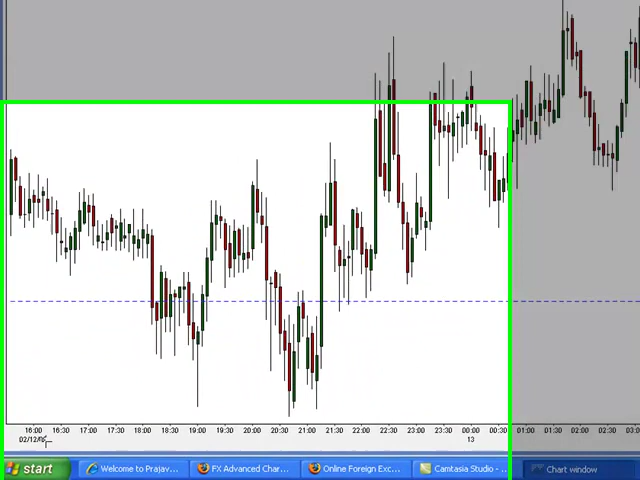 16:00 16:30 17:00 17:30 18:00 18:30 19:00 19:30 20:00 20:30 21:00 21:30 22:00 22:30 23:00 23:30 00:00 00:30 01:00 01:30 02:00 02:30 03:0
02/12/ 13
start Welcome to Prajav... FX Advanced Char... Online Foreign Exc... Camtasia Studio - ... Chart window